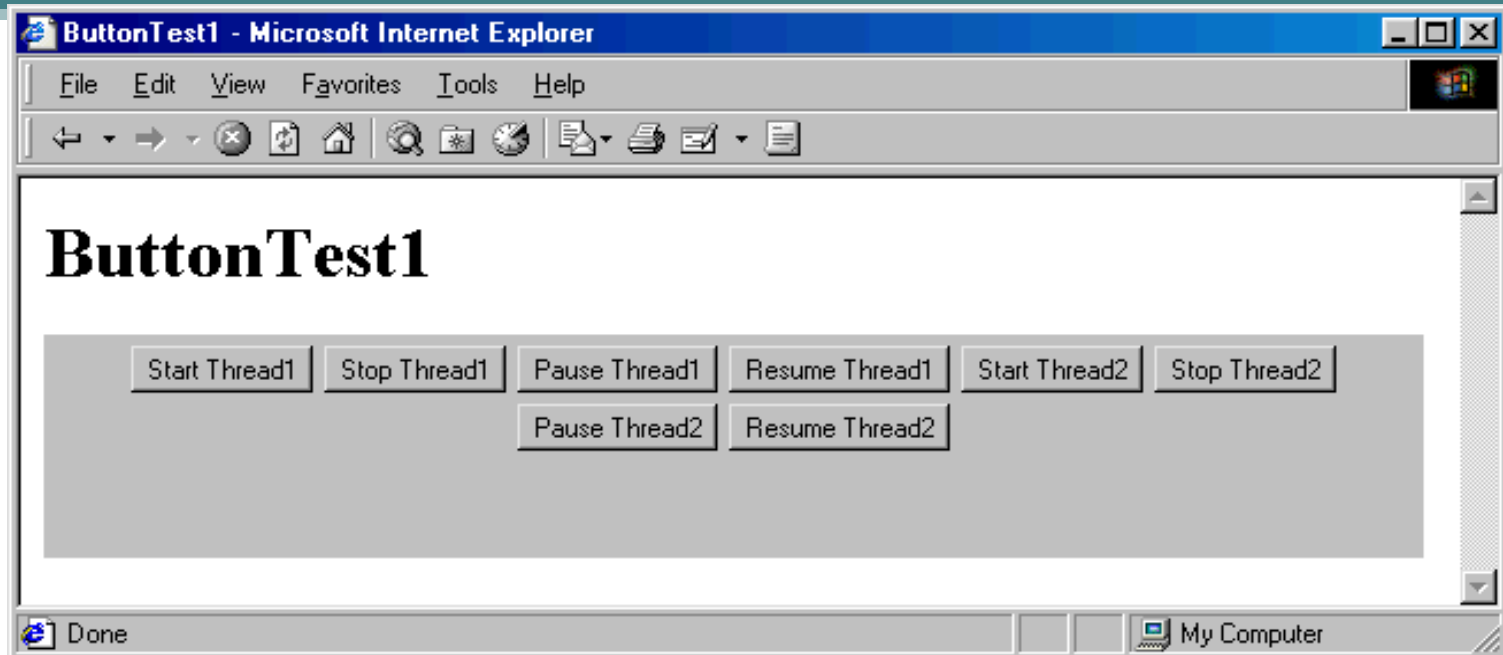 ButtonTest1 - Microsoft Internet Explorer
File Edit View Favorites Tools Help
ButtonTest1
Start Thread1 Stop Thread1 Pause Thread1 Resume Thread1 Start Thread2 Stop Thread2
Pause Thread2 Resume Thread2
Done My Computer